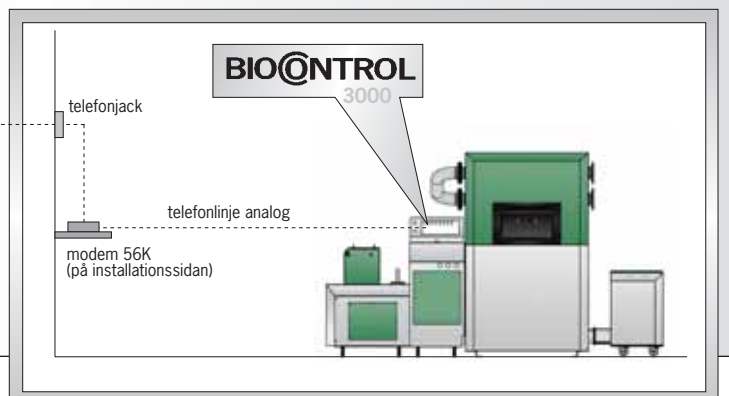 BIOCONTROL
3000
telefonjack
telefonlinje analog
modem 56K
(på installationssidan)